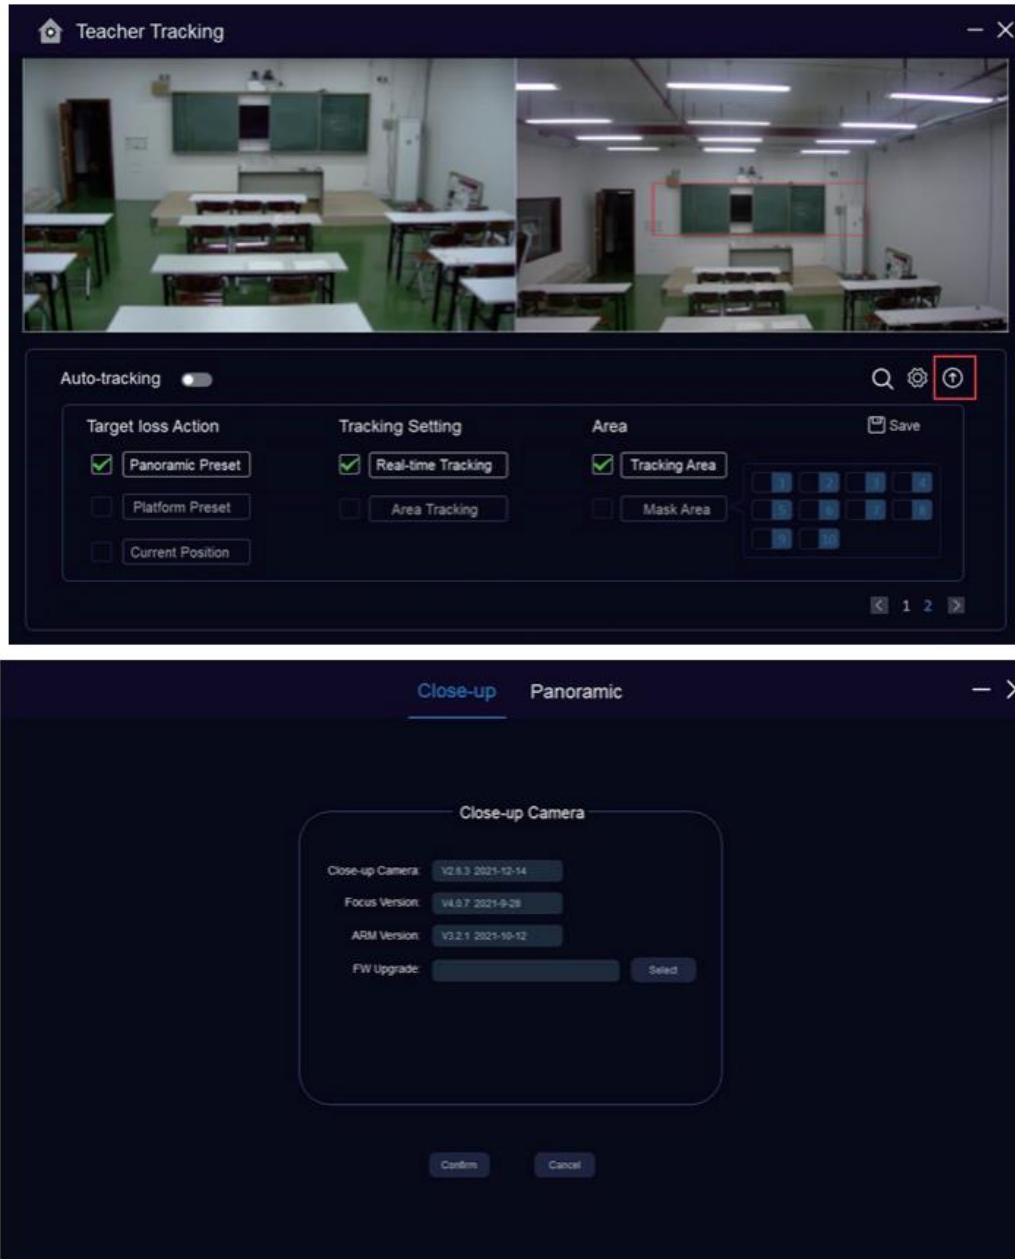 Teacher Tracking
Auto-tracking
Target loss Action Tracking Setting Area Save
Panoramic Preset Real-time Tracking Tracking Area
1 2 3 4
Platform Preset Area Tracking Mask Area
5 6 7 8
9 10
Current Position
1 2
Close-up Panoramic
Close-up Camera
Close-up Camera: V2.6.3 2021-12-14
Focus Version: V4.0.7 2021-9-28
ARM Version: V3.2.1 2021-10-12
FW Upgrade: Select
Confirm Cancel